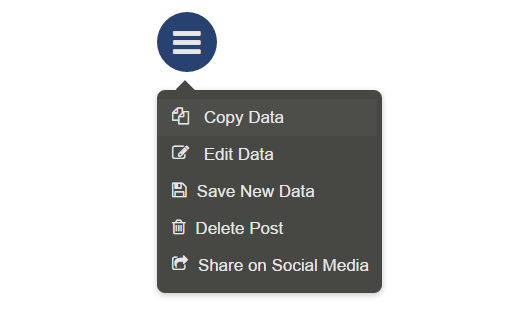 Copy Data
Edit Data
Save New Data
Delete Post
Share on Social Media